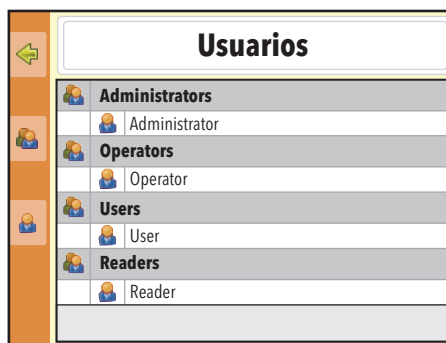 Usuarios
Administrators
Administrator
Operators
Operator
Users
User
Readers
Reader